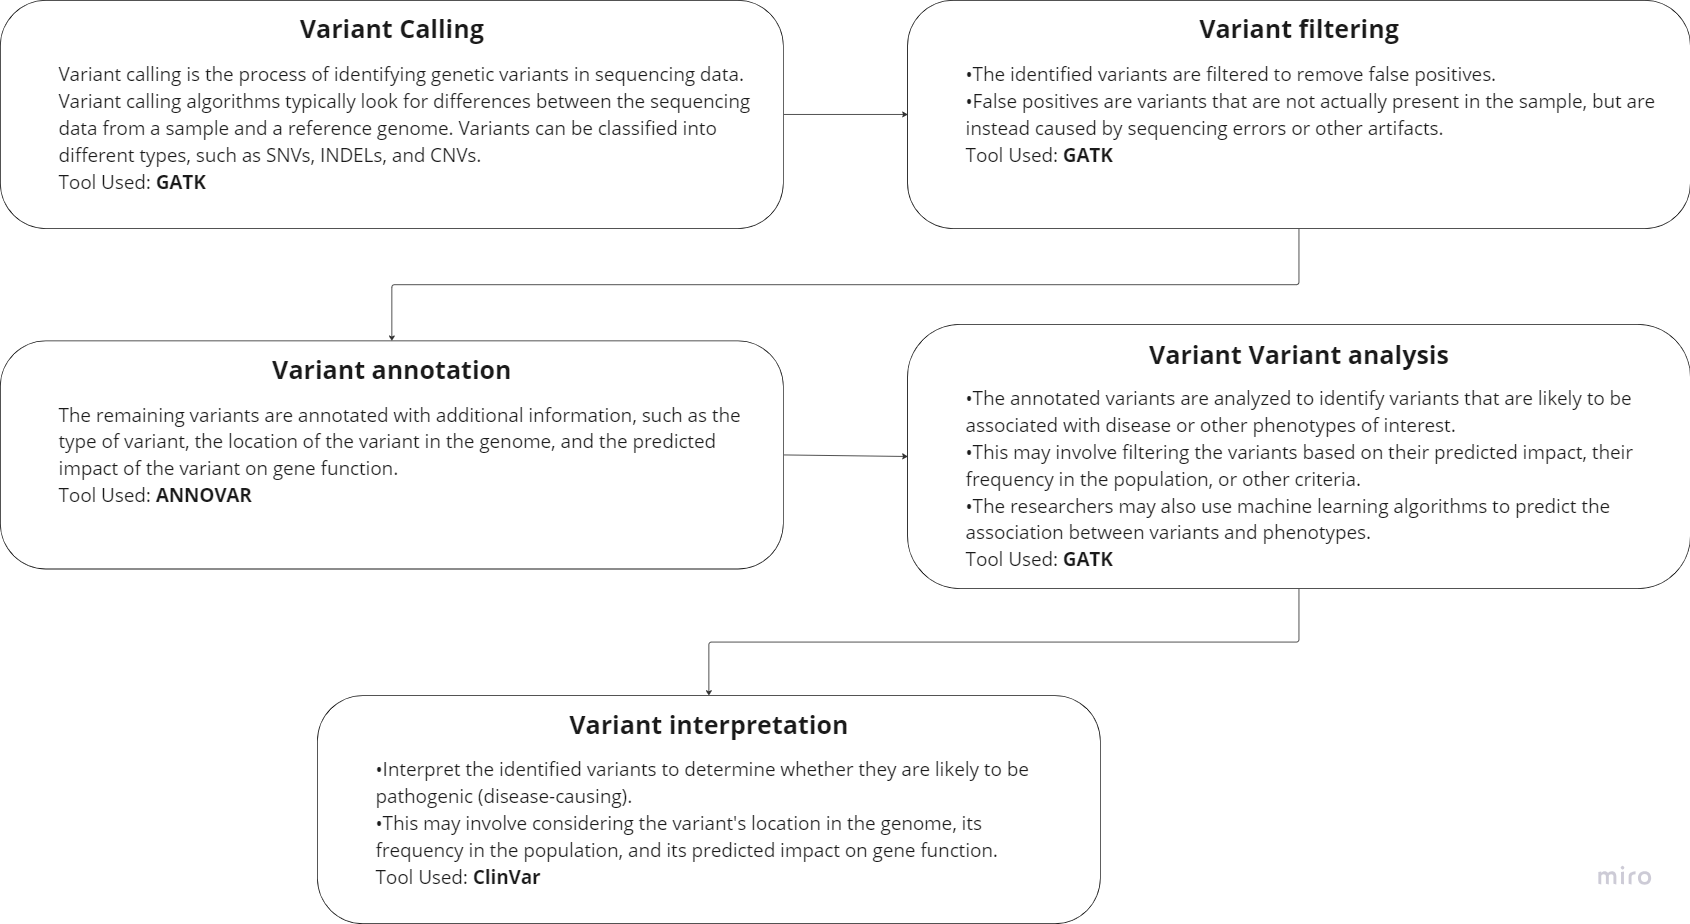 Variant Calling
Variant calling is the process of identifying genetic variants in sequencing data.
Variant calling algorithms typically look for differences between the sequencing
data from a sample and a reference genome. Variants can be classified into
different types, such as SNVs, INDELs, and CNVs.
Tool Used: GATK
Variant filtering
•The identified variants are filtered to remove false positives.
•False positives are variants that are not actually present in the sample, but are
instead caused by sequencing errors or other artifacts.
Tool Used: GATK
Variant annotation
The remaining variants are annotated with additional information, such as the
type of variant, the location of the variant in the genome, and the predicted
impact of the variant on gene function.
Tool Used: ANNOVAR
Variant Variant analysis
•The annotated variants are analyzed to identify variants that are likely to be
associated with disease or other phenotypes of interest.
•This may involve filtering the variants based on their predicted impact, their
frequency in the population, or other criteria.
•The researchers may also use machine learning algorithms to predict the
association between variants and phenotypes.
Tool Used: GATK
Variant interpretation
•Interpret the identified variants to determine whether they are likely to be
pathogenic (disease-causing).
•This may involve considering the variant's location in the genome, its
frequency in the population, and its predicted impact on gene function.
Tool Used: ClinVar
miro